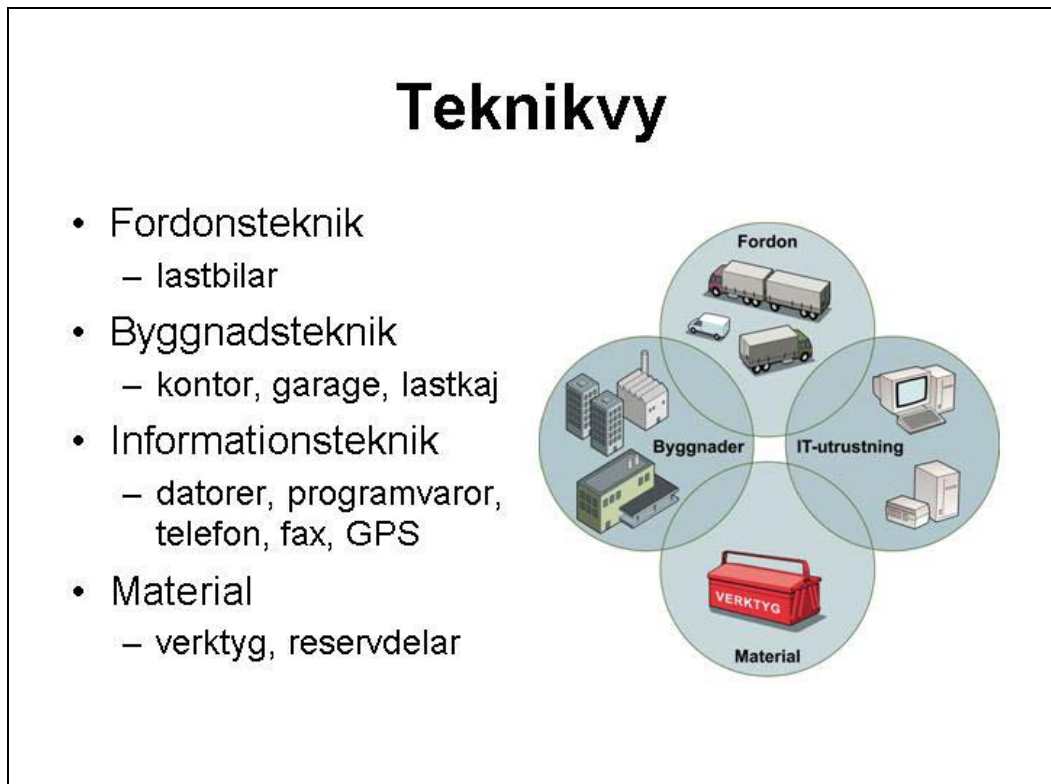 Teknikvy
• Fordonsteknik
– lastbilar
• Byggnadsteknik
– kontor, garage, lastkaj
• Informationsteknik
– datorer, programvaror,
telefon, fax, GPS
• Material
– verktyg, reservdelar
Fordon
Byggnader
IT-utrustning
VERKTYG
Material